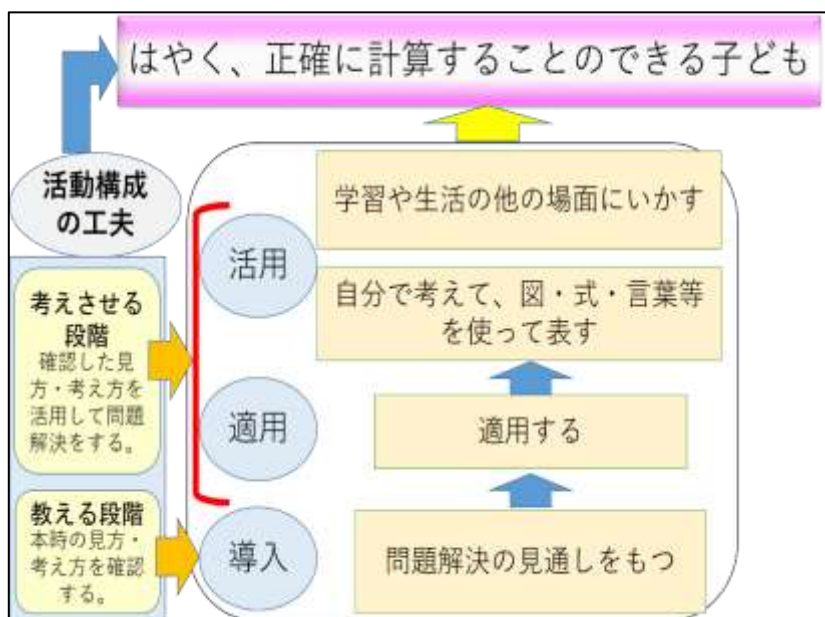 はやく、正確に計算することのできる子ども
活動構成
の工夫
考えさせる
段階
確認した見
方・考え方を
活用して問題
解決をする。
教える段階
本時の見方・
考え方を確認
する。
活用
適用
導入
学習や生活の他の場面にいかす
自分で考えて、図・式・言葉等
を使って表す
適用する
問題解決の見通しをもつ